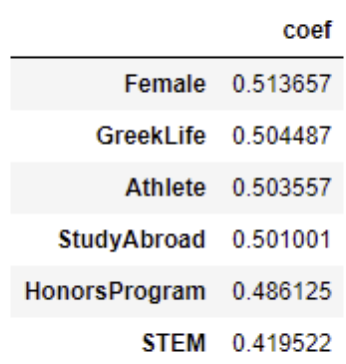 coef
Female 0.513657
GreekLife 0.504487
Athlete 0.503557
StudyAbroad 0.501001
HonorsProgram 0.486125
STEM 0.419522